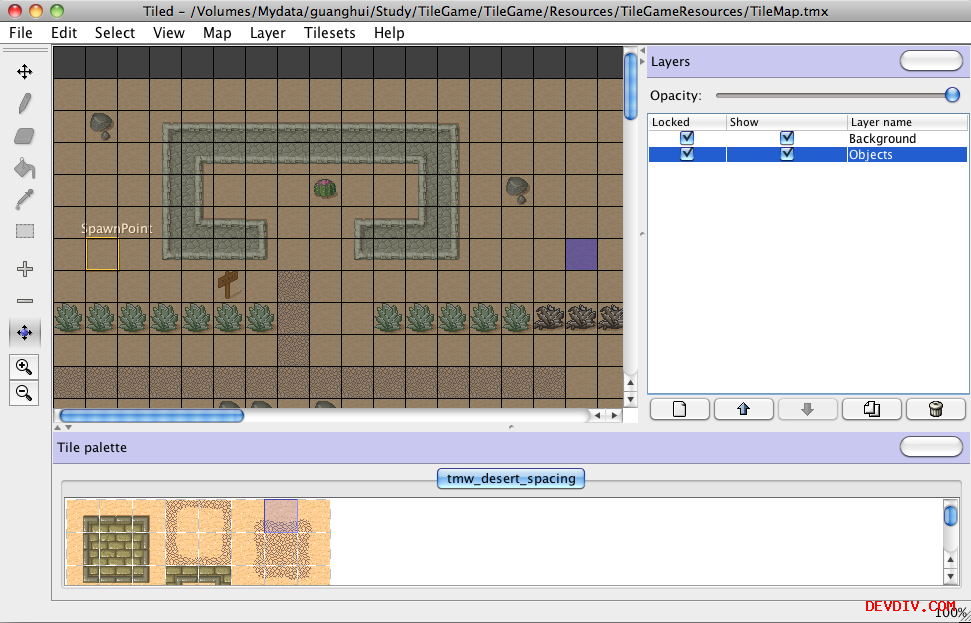 Tiled - /Volumes/Mydata/guanghui/Study/TileGame/TileGame/Resources/TileGameResources/TileMap.tmx
File Edit Select View Map Layer Tilesets Help
Layers
Opacity:
Locked Show Layer name
Background
Objects
SpawnPoint
Tile palette
tmw_desert_spacing
DEVDIV.COM
100%